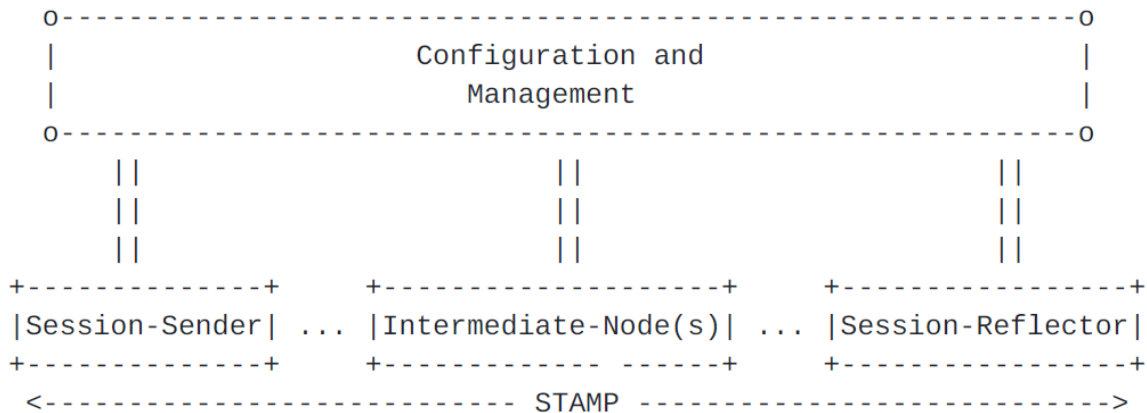 o------------------------------------------------------------o
|                     Configuration and                      |
|                        Management                          |
o------------------------------------------------------------o
||                         ||                         ||
||                         ||                         ||
||                         ||                         ||
+--------------+     +--------------------+     +-----------------+
|Session-Sender| ... |Intermediate-Node(s)| ... |Session-Reflector|
+--------------+     +------------- ------+     +-----------------+
<---------------------------- STAMP ---------------------------->